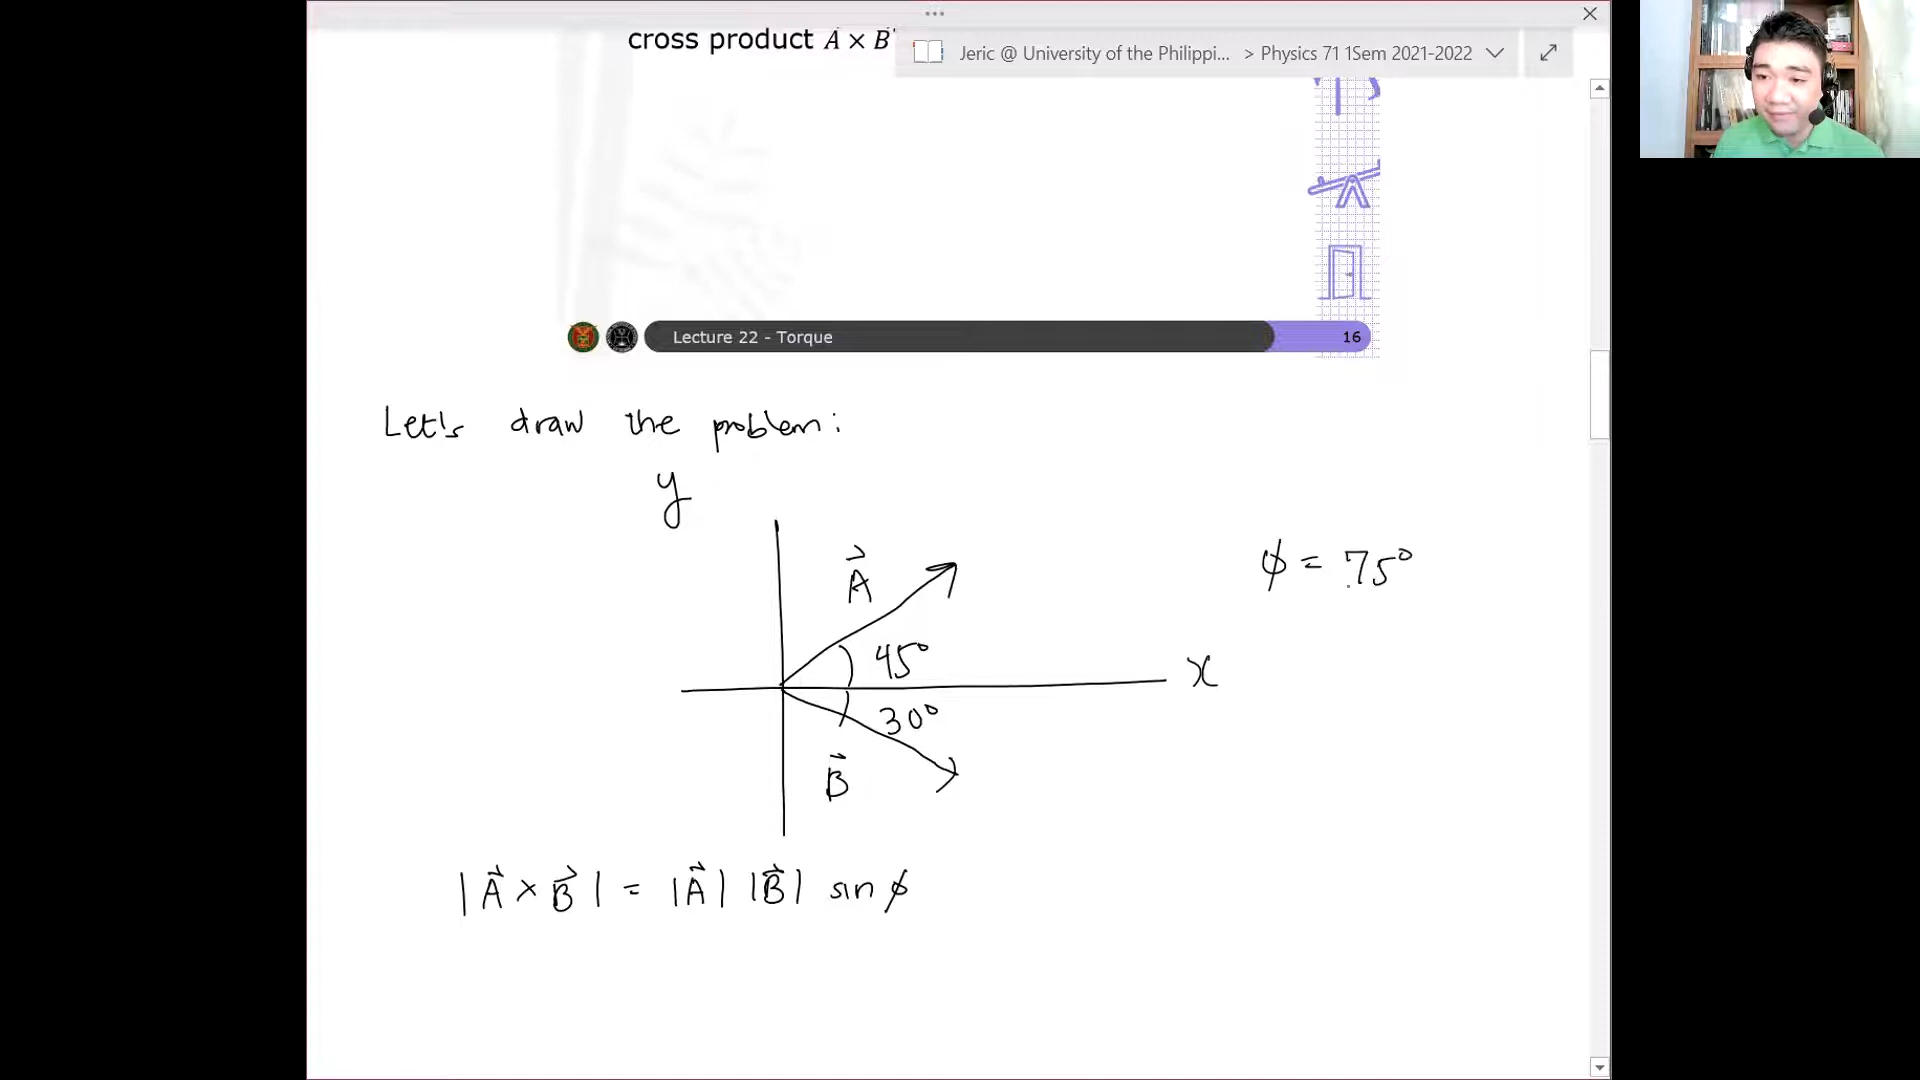 cross product A × B
Jeric @ University of the Philippi... > Physics 71 1Sem 2021-2022
Lecture 22 - Torque
16
Let's draw the problem:
y
A⃗
ϕ = 75°
45°
x
30°
B⃗
|A⃗ × B⃗| = |A⃗| |B⃗| sin ϕ